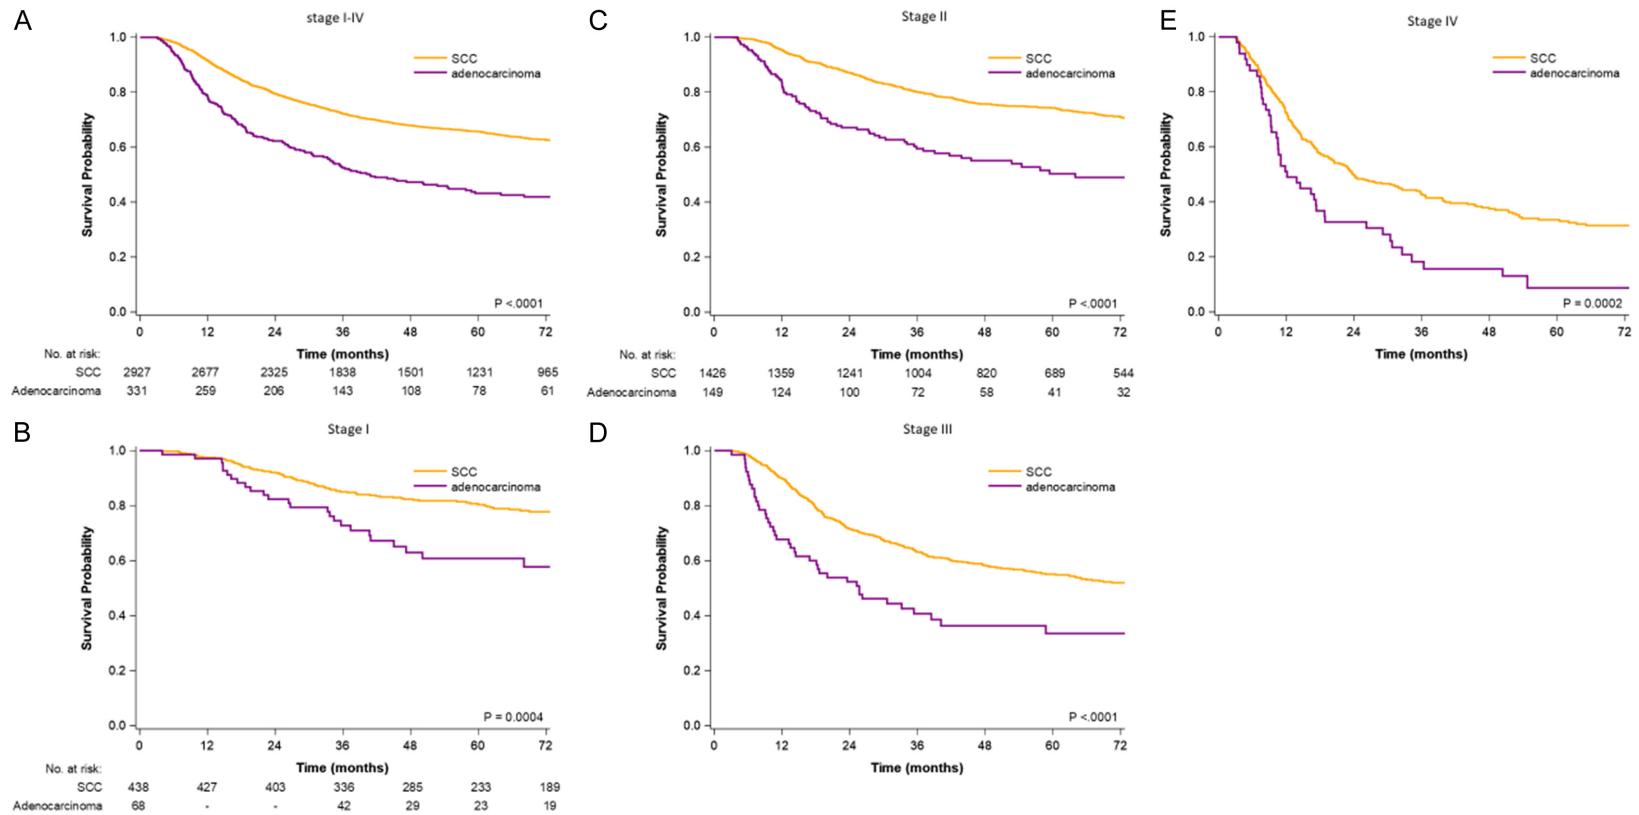 A
stage I-IV
1.0
0.8
0.6
0.4
0.2
0.0
Survival Probability
SCC
adenocarcinoma
P <.0001
0 12 24 36 48 60 72
Time (months)
No. at risk:
SCC 2927 2677 2325 1838 1501 1231 965
Adenocarcinoma 331 259 206 143 108 78 61
B
Stage I
1.0
0.8
0.6
0.4
0.2
0.0
Survival Probability
SCC
adenocarcinoma
P = 0.0004
0 12 24 36 48 60 72
Time (months)
No. at risk:
SCC 438 427 403 336 285 233 189
Adenocarcinoma 68 - - 42 29 23 19
C
Stage II
1.0
0.8
0.6
0.4
0.2
0.0
Survival Probability
SCC
adenocarcinoma
P <.0001
0 12 24 36 48 60 72
Time (months)
No. at risk:
SCC 1426 1359 1241 1004 820 689 544
Adenocarcinoma 149 124 100 72 58 41 32
D
Stage III
1.0
0.8
0.6
0.4
0.2
0.0
Survival Probability
SCC
adenocarcinoma
P <.0001
0 12 24 36 48 60 72
Time (months)
E
Stage IV
1.0
0.8
0.6
0.4
0.2
0.0
Survival Probability
SCC
adenocarcinoma
P = 0.0002
0 12 24 36 48 60 72
Time (months)